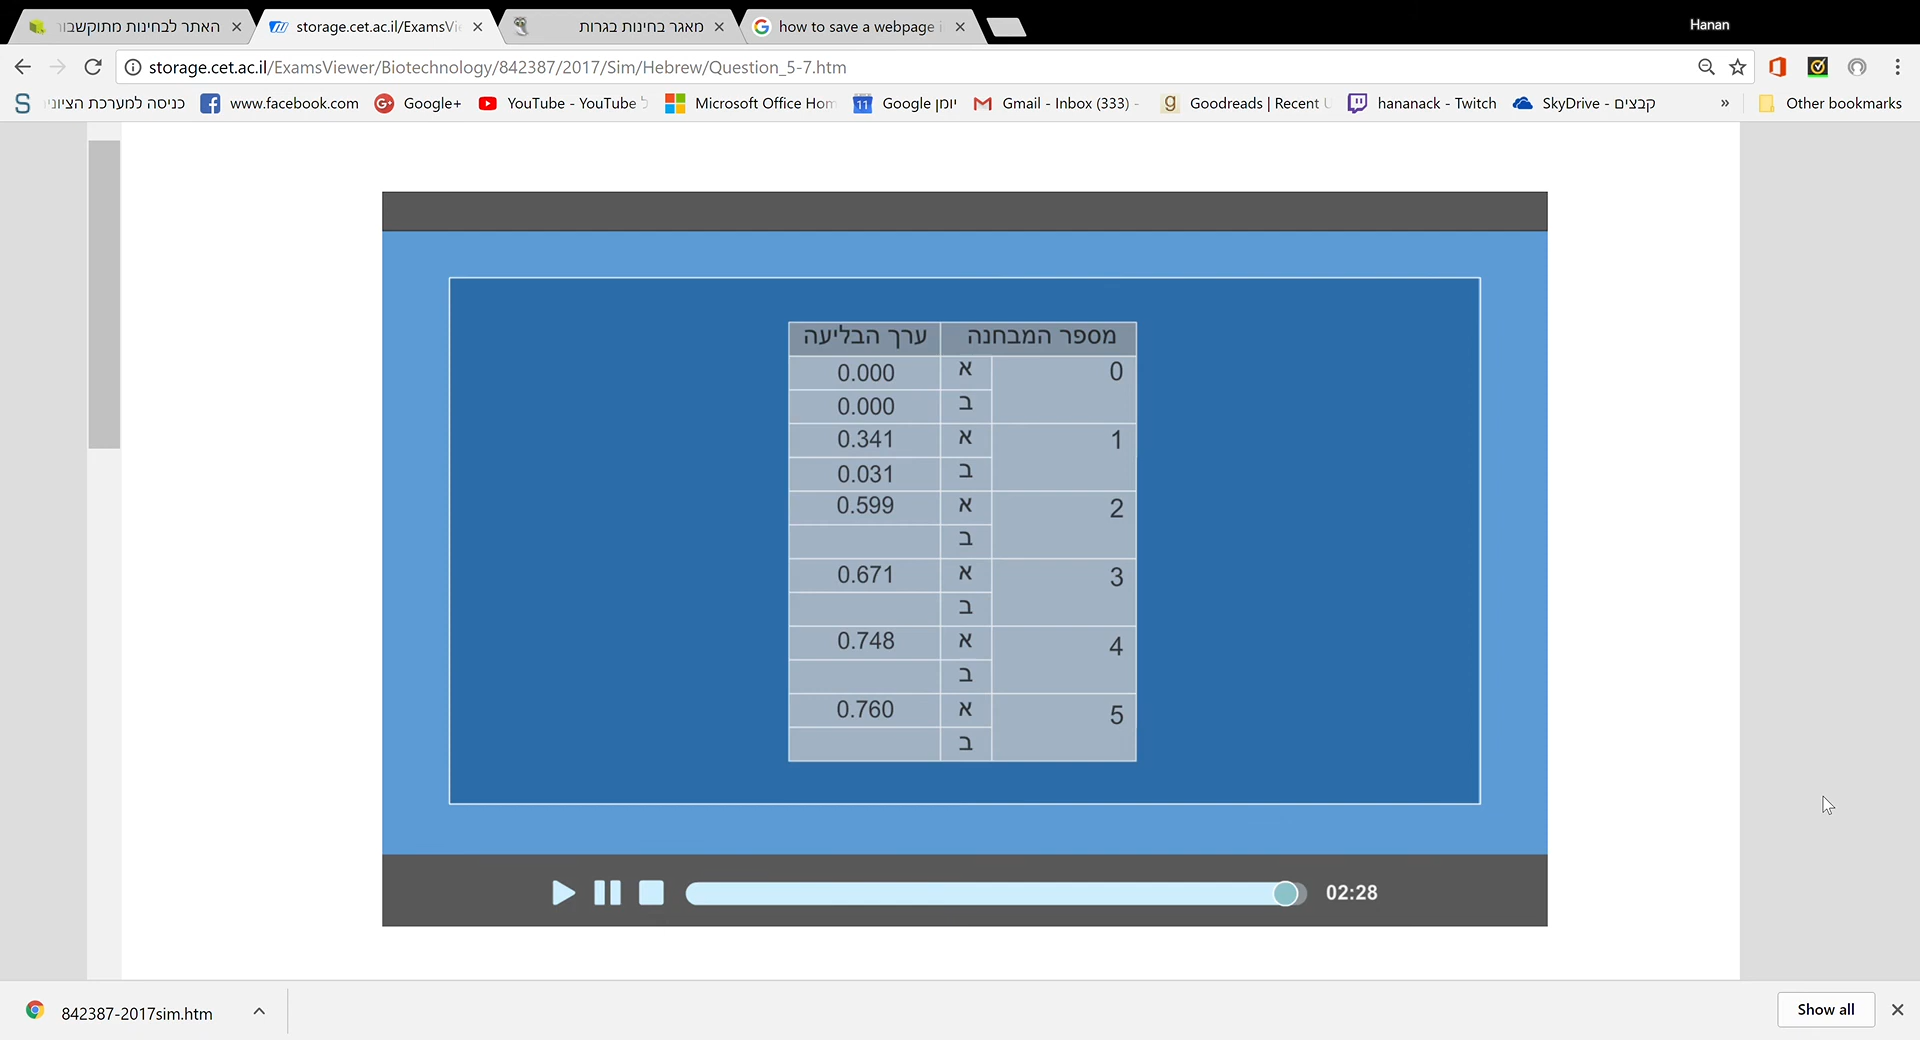 Hanan
האתר לבחינות מתוקשבות
storage.cet.ac.il/ExamsVi
מאגר בחינות בגרות
how to save a webpage i
storage.cet.ac.il/ExamsViewer/Biotechnology/842387/2017/Sim/Hebrew/Question_5-7.htm
כניסה למערכת הציוני
www.facebook.com
Google+
YouTube - YouTube
Microsoft Office Hom
11
Google יומן
Gmail - Inbox (333) -
Goodreads | Recent U
hananack - Twitch
SkyDrive - קבצים
»
Other bookmarks
מספר המבחנה ערך הבליעה
0 א 0.000
ב 0.000
1 א 0.341
ב 0.031
2 א 0.599
ב
3 א 0.671
ב
4 א 0.748
ב
5 א 0.760
ב
02:28
842387-2017sim.htm
Show all